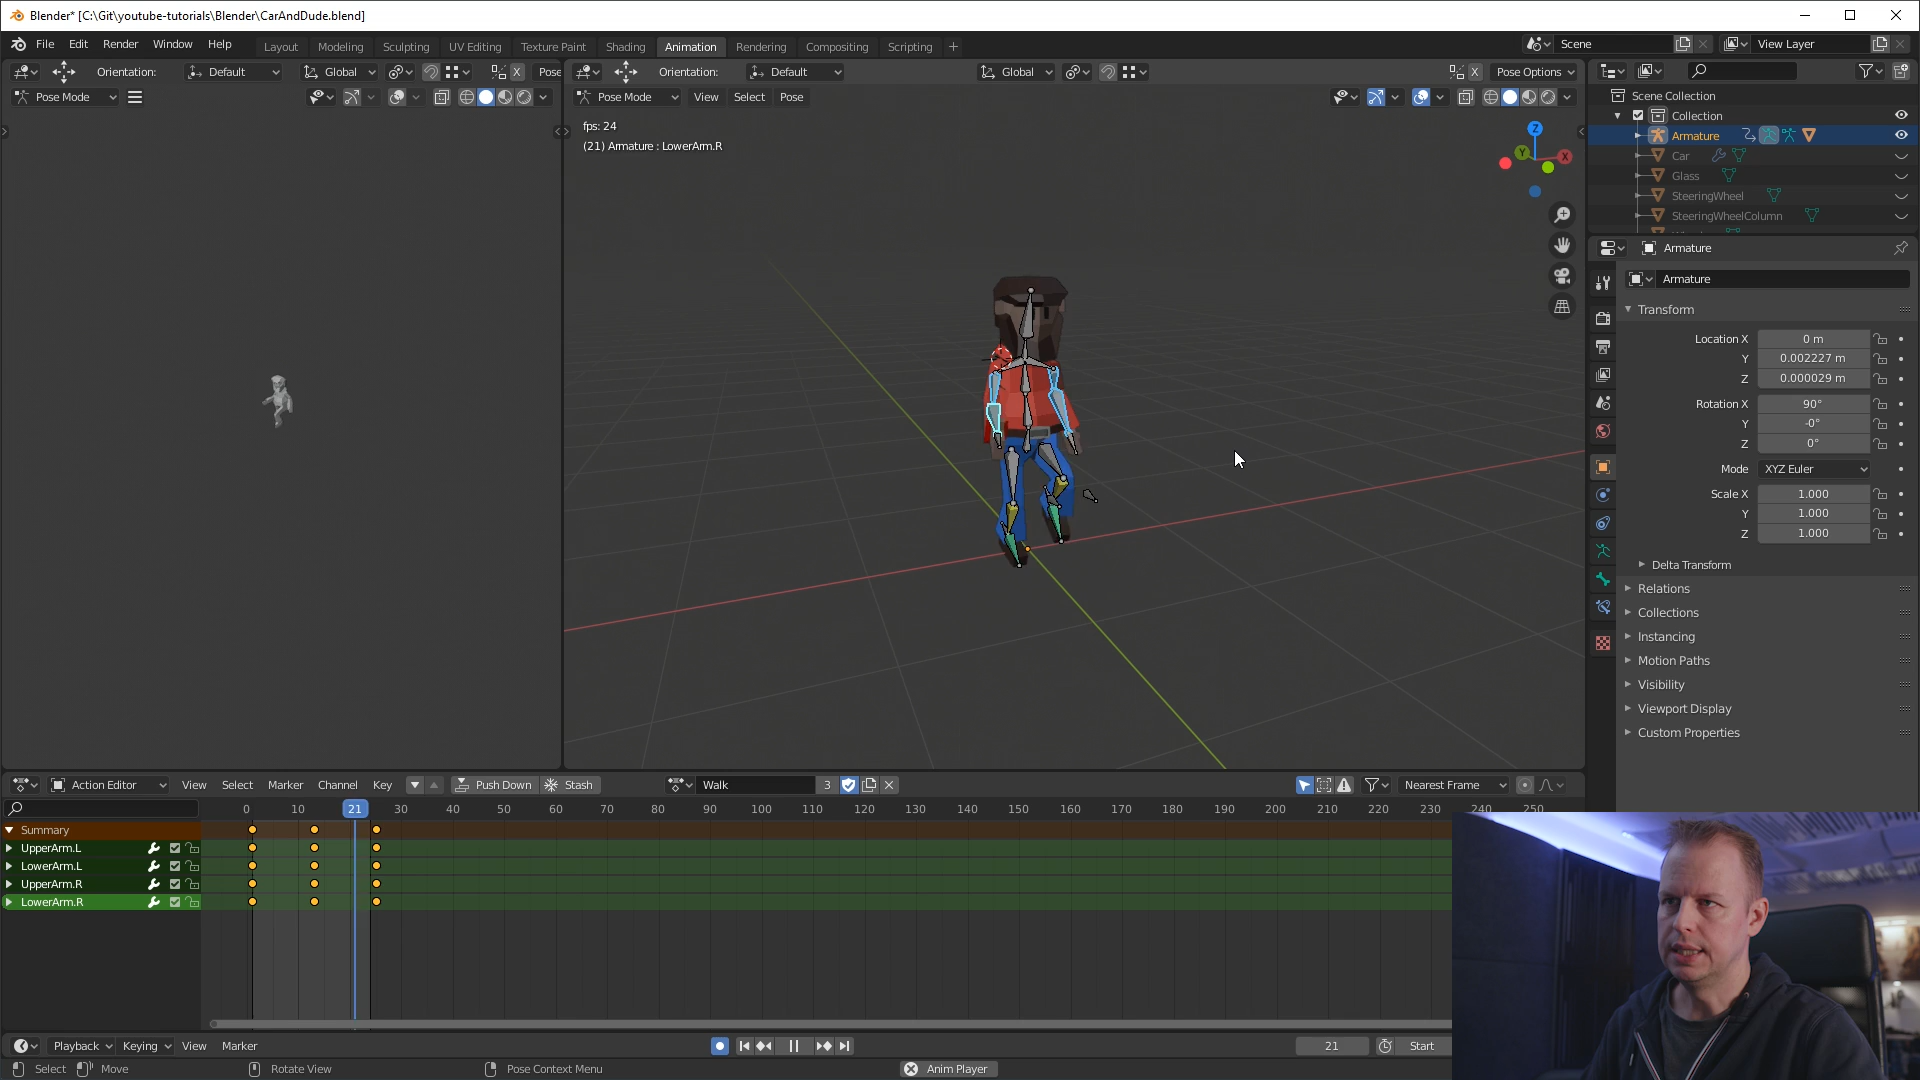 Blender* [C:\Git\youtube-tutorials\Blender\CarAndDude.blend]
File Edit Render Window Help Layout Modeling Sculpting UV Editing Texture Paint Shading Animation Rendering Compositing Scripting + Scene View Layer
Orientation: Default Global X Pose
Orientation: Default Global X Pose Options
Pose Mode
Pose Mode View Select Pose
fps: 24
(21) Armature : LowerArm.R
Z
Y
X
Scene Collection
Collection
Armature
Car
Glass
SteeringWheel
SteeringWheelColumn
Armature
Armature
Transform
Location X 0 m
Y 0.002227 m
Z 0.000029 m
Rotation X 90°
Y -0°
Z 0°
Mode XYZ Euler
Scale X 1.000
Y 1.000
Z 1.000
Delta Transform
Relations
Collections
Instancing
Motion Paths
Visibility
Viewport Display
Custom Properties
Action Editor View Select Marker Channel Key Push Down Stash Walk 3 Nearest Frame
0 10 21 30 40 50 60 70 80 90 100 110 120 130 140 150 160 170 180 190 200 210 220 230 240 250
Summary
UpperArm.L
LowerArm.L
UpperArm.R
LowerArm.R
Playback Keying View Marker 21 Start
Select Move Rotate View Pose Context Menu Anim Player